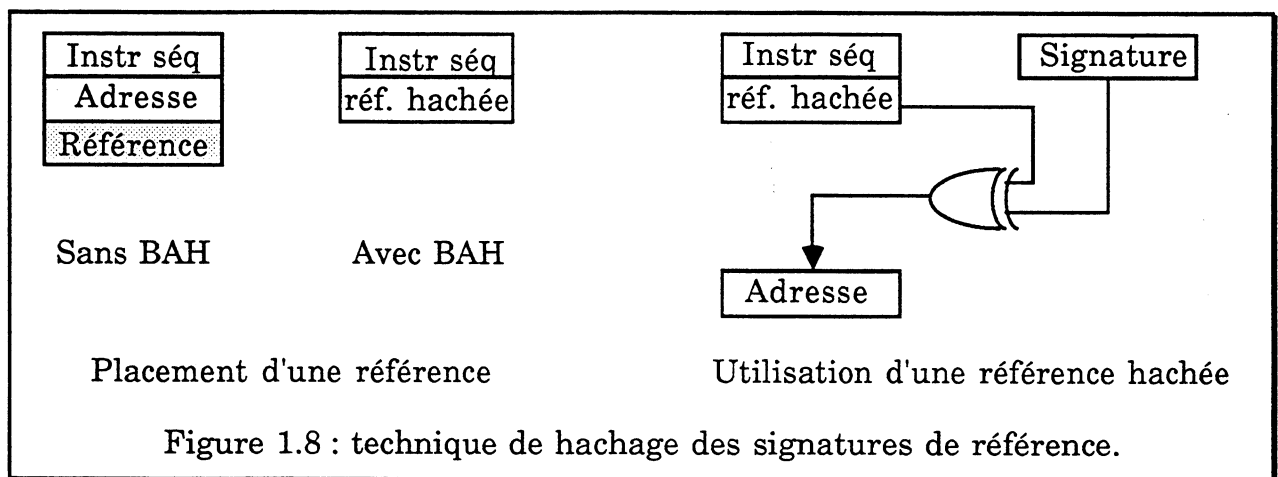 Instr séq
Adresse
Référence
Sans BAH
Instr séq
réf. hachée
Avec BAH
Placement d'une référence
Instr séq
réf. hachée
Signature
Adresse
Utilisation d'une référence hachée
Figure 1.8 : technique de hachage des signatures de référence.